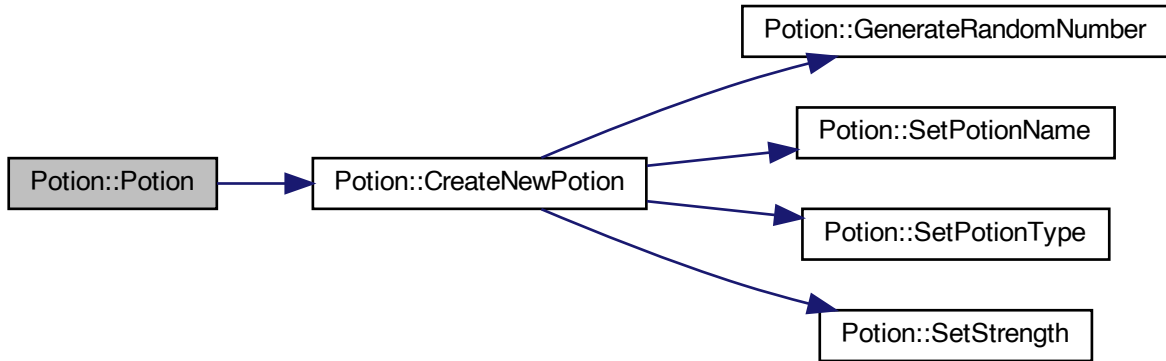 Potion::Potion
Potion::CreateNewPotion
Potion::GenerateRandomNumber
Potion::SetPotionName
Potion::SetPotionType
Potion::SetStrength